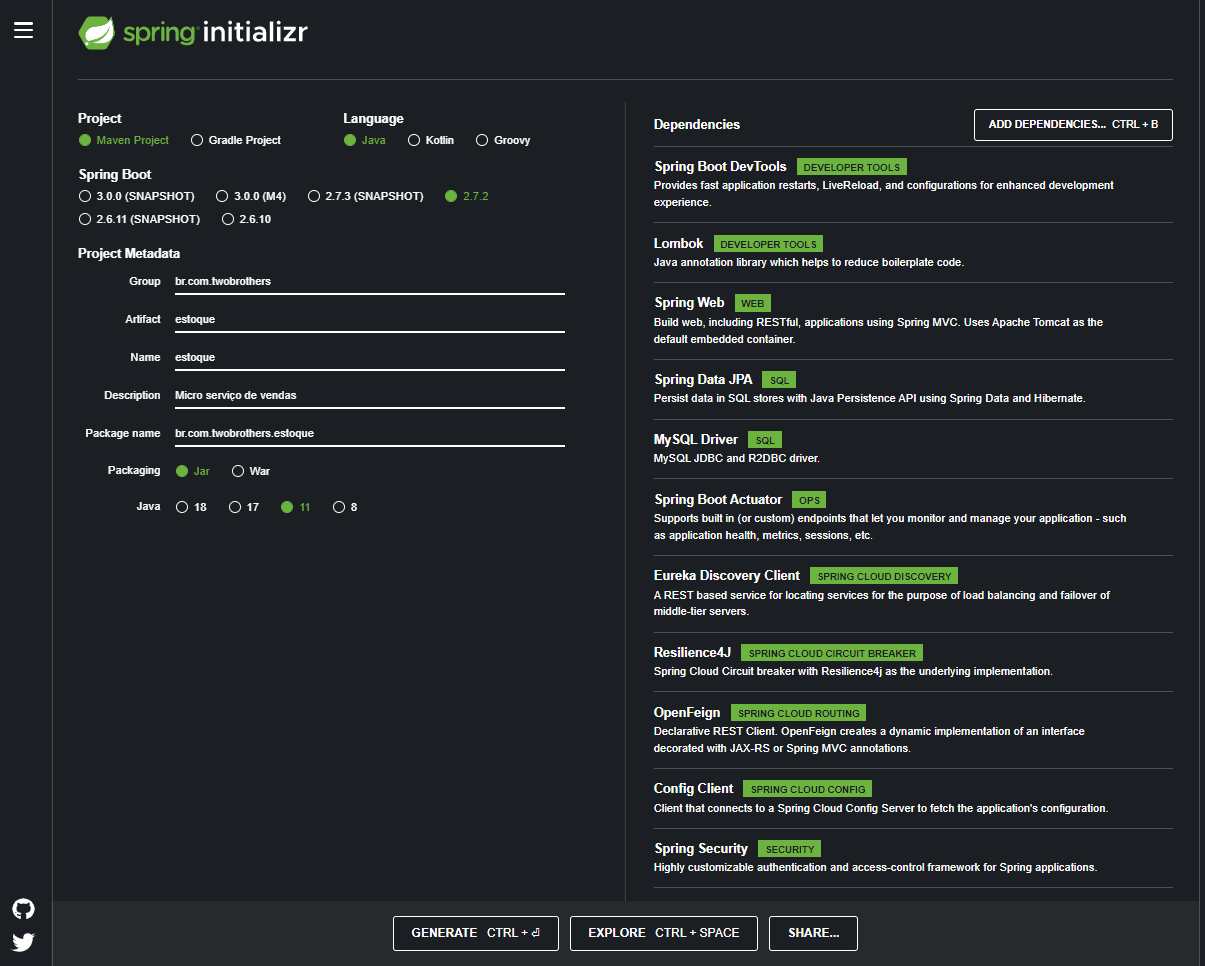 spring initializr
Project
Maven Project Gradle Project
Language
Java Kotlin Groovy
Spring Boot
3.0.0 (SNAPSHOT) 3.0.0 (M4) 2.7.3 (SNAPSHOT) 2.7.2
2.6.11 (SNAPSHOT) 2.6.10
Project Metadata
Group br.com.twobrothers
Artifact estoque
Name estoque
Description Micro serviço de vendas
Package name br.com.twobrothers.estoque
Packaging Jar War
Java 18 17 11 8
Dependencies ADD DEPENDENCIES... CTRL + B
Spring Boot DevTools DEVELOPER TOOLS
Provides fast application restarts, LiveReload, and configurations for enhanced development
experience.
Lombok DEVELOPER TOOLS
Java annotation library which helps to reduce boilerplate code.
Spring Web WEB
Build web, including RESTful, applications using Spring MVC. Uses Apache Tomcat as the
default embedded container.
Spring Data JPA SQL
Persist data in SQL stores with Java Persistence API using Spring Data and Hibernate.
MySQL Driver SQL
MySQL JDBC and R2DBC driver.
Spring Boot Actuator OPS
Supports built in (or custom) endpoints that let you monitor and manage your application - such
as application health, metrics, sessions, etc.
Eureka Discovery Client SPRING CLOUD DISCOVERY
A REST based service for locating services for the purpose of load balancing and failover of
middle-tier servers.
Resilience4J SPRING CLOUD CIRCUIT BREAKER
Spring Cloud Circuit breaker with Resilience4j as the underlying implementation.
OpenFeign SPRING CLOUD ROUTING
Declarative REST Client. OpenFeign creates a dynamic implementation of an interface
decorated with JAX-RS or Spring MVC annotations.
Config Client SPRING CLOUD CONFIG
Client that connects to a Spring Cloud Config Server to fetch the application's configuration.
Spring Security SECURITY
Highly customizable authentication and access-control framework for Spring applications.
GENERATE CTRL + ⏎ EXPLORE CTRL + SPACE SHARE...